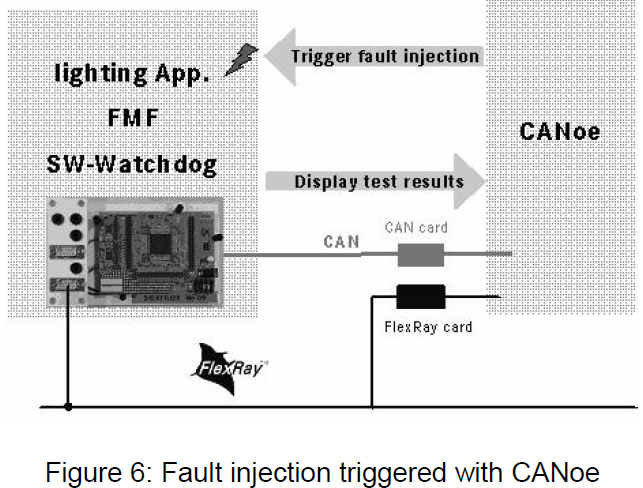 lighting App.
FMF
SW-Watchdog
Trigger fault injection
CANoe
Display test results
CAN
CAN card
FlexRay card
FlexRay™
Figure 6: Fault injection triggered with CANoe